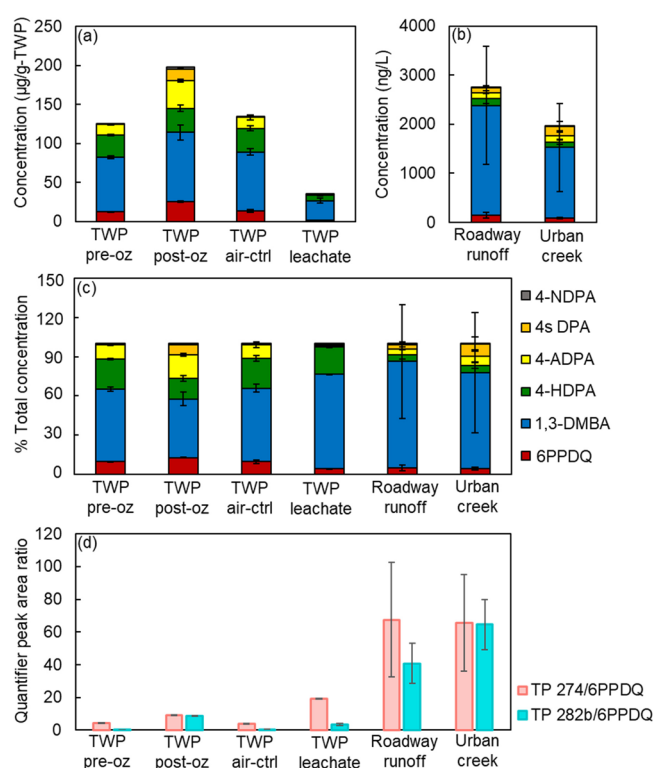 (a)
Concentration (µg/g-TWP)
250
200
150
100
50
0
TWP TWP TWP TWP
pre-oz post-oz air-ctrl leachate
(b)
Concentration (ng/L)
4000
3000
2000
1000
0
Roadway Urban
runoff creek
(c)
% Total concentration
150
120
90
60
30
0
TWP TWP TWP TWP Roadway Urban
pre-oz post-oz air-ctrl leachate runoff creek
4-NDPA
4s DPA
4-ADPA
4-HDPA
1,3-DMBA
6PPDQ
(d)
Quantifier peak area ratio
120
100
80
60
40
20
0
TWP TWP TWP TWP Roadway Urban
pre-oz post-oz air-ctrl leachate runoff creek
TP 274/6PPDQ
TP 282b/6PPDQ